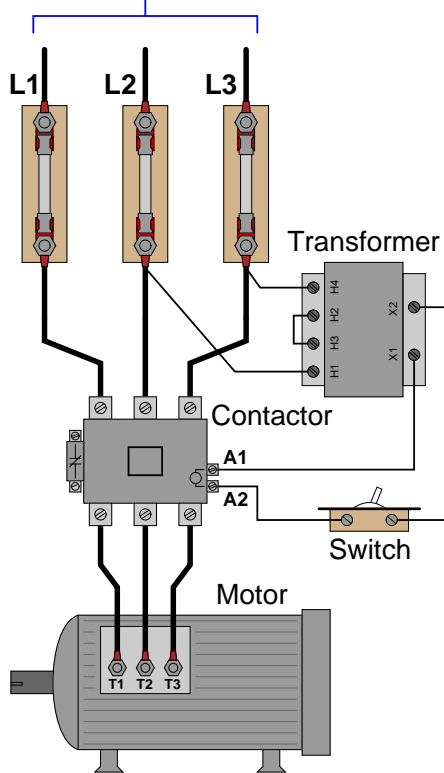 L1 L2 L3
Transformer
H4
H2
H3
H1
X2
X1
Contactor
A1
A2
Switch
Motor
T1 T2 T3